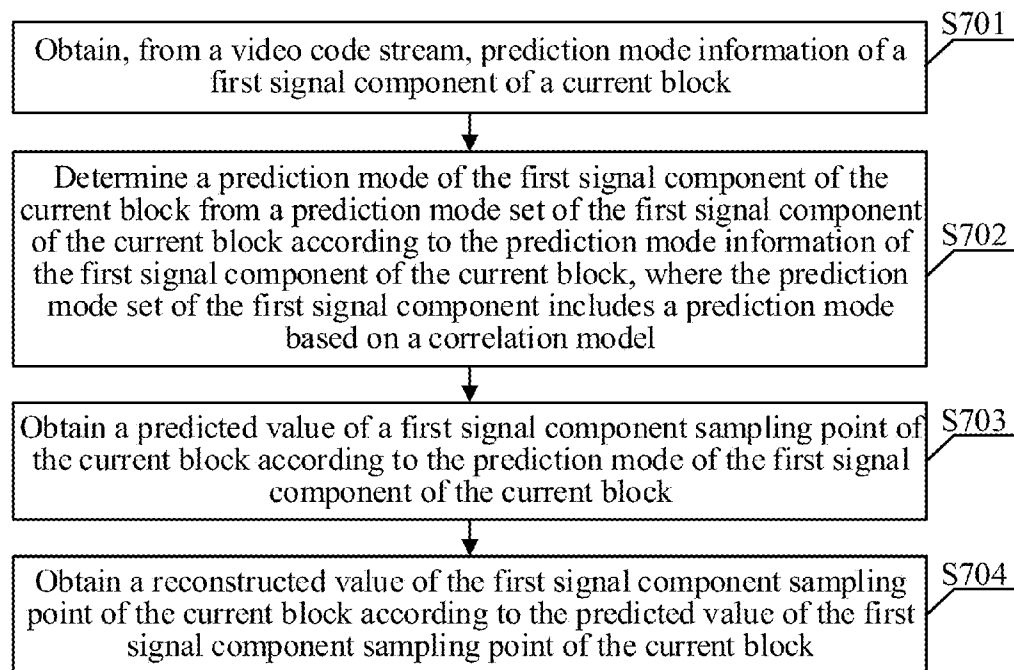 S701
Obtain, from a video code stream, prediction mode information of a
first signal component of a current block
Determine a prediction mode of the first signal component of the
current block from a prediction mode set of the first signal component
of the current block according to the prediction mode information of
the first signal component of the current block, where the prediction
mode set of the first signal component includes a prediction mode
based on a correlation model
S702
Obtain a predicted value of a first signal component sampling point of
the current block according to the prediction mode of the first signal
component of the current block
S703
Obtain a reconstructed value of the first signal component sampling
point of the current block according to the predicted value of the first
signal component sampling point of the current block
S704